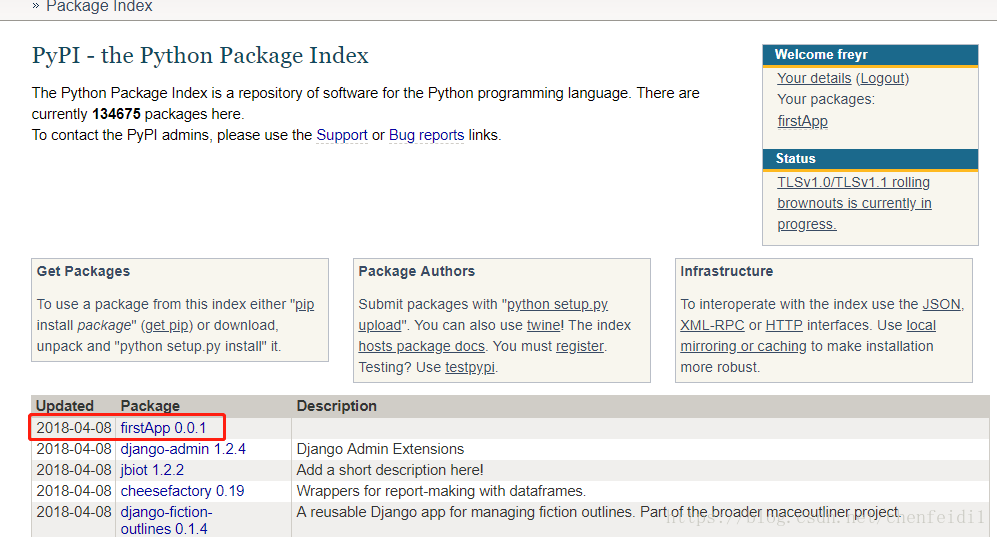 » Package Index
PyPI - the Python Package Index
The Python Package Index is a repository of software for the Python programming language. There are
currently 134675 packages here.
To contact the PyPI admins, please use the Support or Bug reports links.
Welcome freyr
Your details (Logout)
Your packages:
firstApp
Status
TLSv1.0/TLSv1.1 rolling
brownouts is currently in
progress.
Get Packages
To use a package from this index either "pip
install package" (get pip) or download,
unpack and "python setup.py install" it.
Package Authors
Submit packages with "python setup.py
upload". You can also use twine! The index
hosts package docs. You must register.
Testing? Use testpypi.
Infrastructure
To interoperate with the index use the JSON,
XML-RPC or HTTP interfaces. Use local
mirroring or caching to make installation
more robust.
Updated Package Description
2018-04-08 firstApp 0.0.1
2018-04-08 django-admin 1.2.4 Django Admin Extensions
2018-04-08 jbiot 1.2.2 Add a short description here!
2018-04-08 cheesefactory 0.19 Wrappers for report-making with dataframes.
2018-04-08 django-fiction- A reusable Django app for managing fiction outlines. Part of the broader maceoutliner project.
outlines 0.1.4
https://blog.csdn.net/chenfeidi1